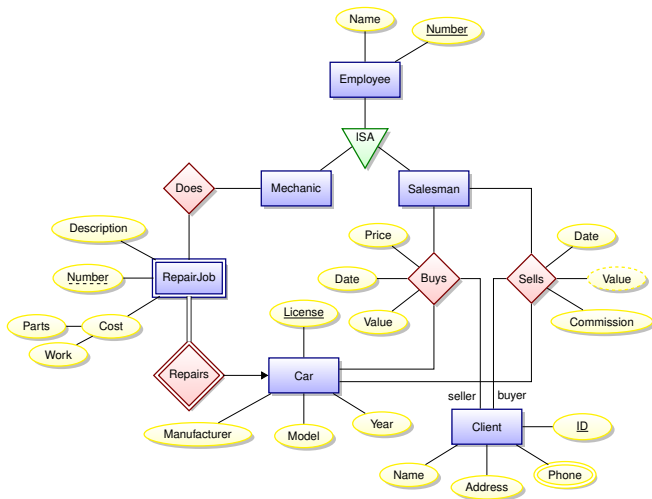 Name
Number
Employee
ISA
Does
Mechanic
Salesman
Description
Price
Date
Number
RepairJob
Date
Buys
Sells
Value
Parts
Cost
License
Value
Commission
Work
Repairs
Car
seller
buyer
Manufacturer
Model
Year
Client
ID
Name
Address
Phone